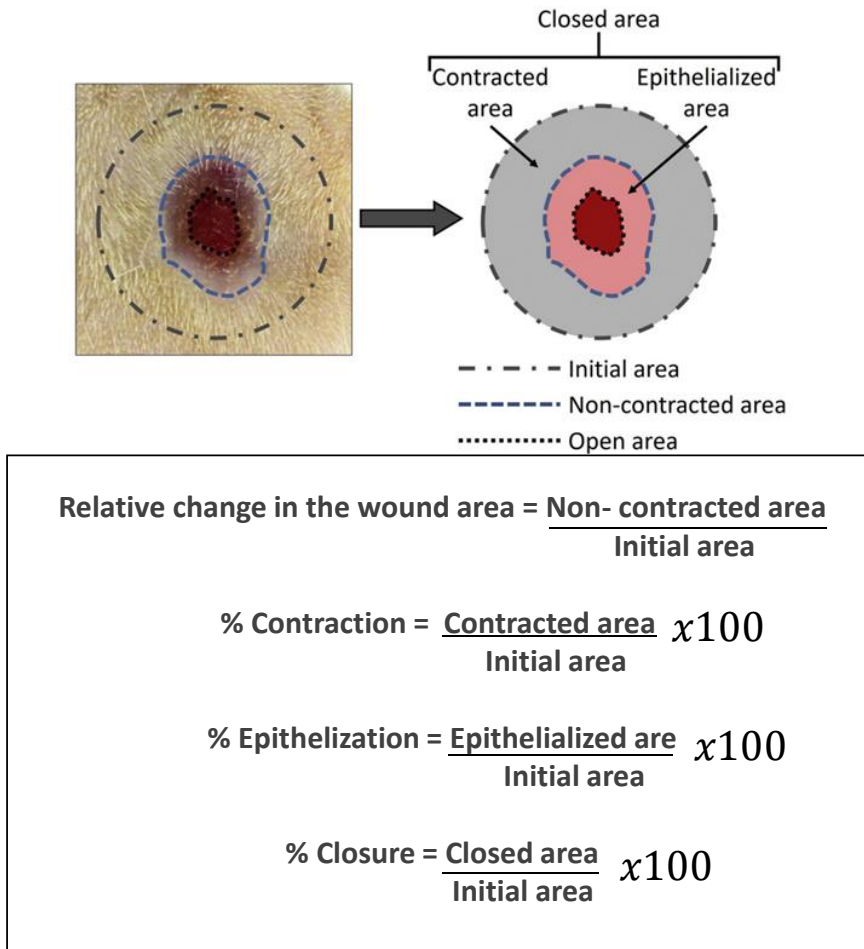 Closed area
Contracted area
Epithelialized area
Initial area
Non-contracted area
Open area
Relative change in the wound area = Non- contracted area
Initial area
% Contraction = Contracted area x100
Initial area
% Epithelization = Epithelialized are x100
Initial area
% Closure = Closed area x100
Initial area